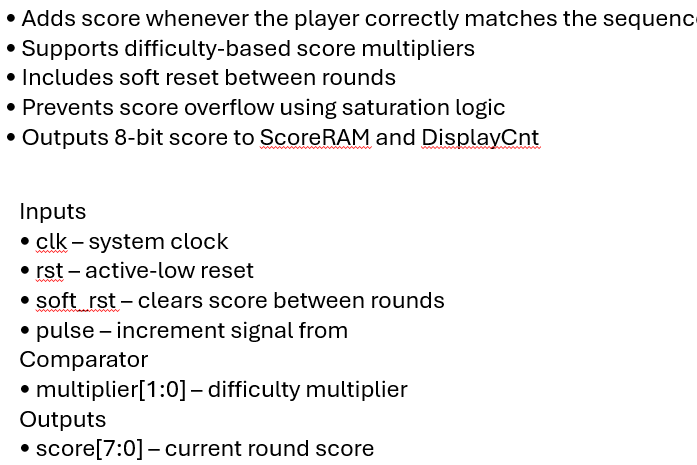 • Adds score whenever the player correctly matches the sequenc
• Supports difficulty-based score multipliers
• Includes soft reset between rounds
• Prevents score overflow using saturation logic
• Outputs 8-bit score to ScoreRAM and DisplayCnt
Inputs
• clk – system clock
• rst – active-low reset
• soft_rst – clears score between rounds
• pulse – increment signal from
Comparator
• multiplier[1:0] – difficulty multiplier
Outputs
• score[7:0] – current round score